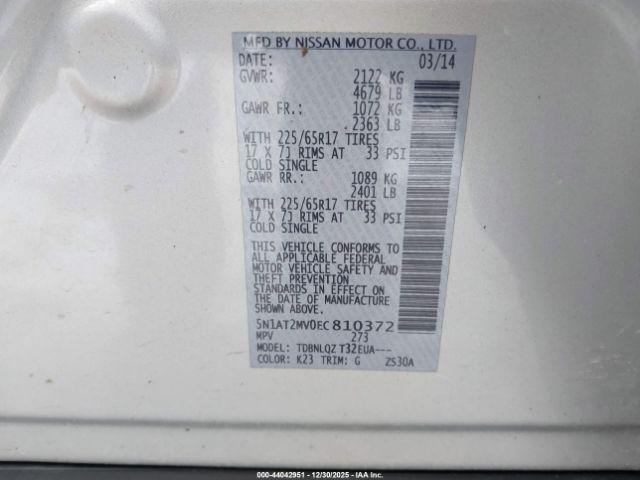 MFD BY NISSAN MOTOR CO., LTD.
DATE: 03/14
GVWR: 2122 KG
4679 LB
GAWR FR.: 1072 KG
2363 LB
WITH 225/65R17 TIRES
17 X 7J RIMS AT 33 PSI
COLD SINGLE
GAWR RR.: 1089 KG
2401 LB
WITH 225/65R17 TIRES
17 X 7J RIMS AT 33 PSI
COLD SINGLE
THIS VEHICLE CONFORMS TO
ALL APPLICABLE FEDERAL
MOTOR VEHICLE SAFETY AND
THEFT PREVENTION
STANDARDS IN EFFECT ON
THE DATE OF MANUFACTURE
SHOWN ABOVE.
5N1AT2MV0EC810372
MPV 273
MODEL: TDBNLQZ T32EUA---
COLOR: K23 TRIM: G ZS30A
000-44042951 - 12/30/2025 - IAA Inc.